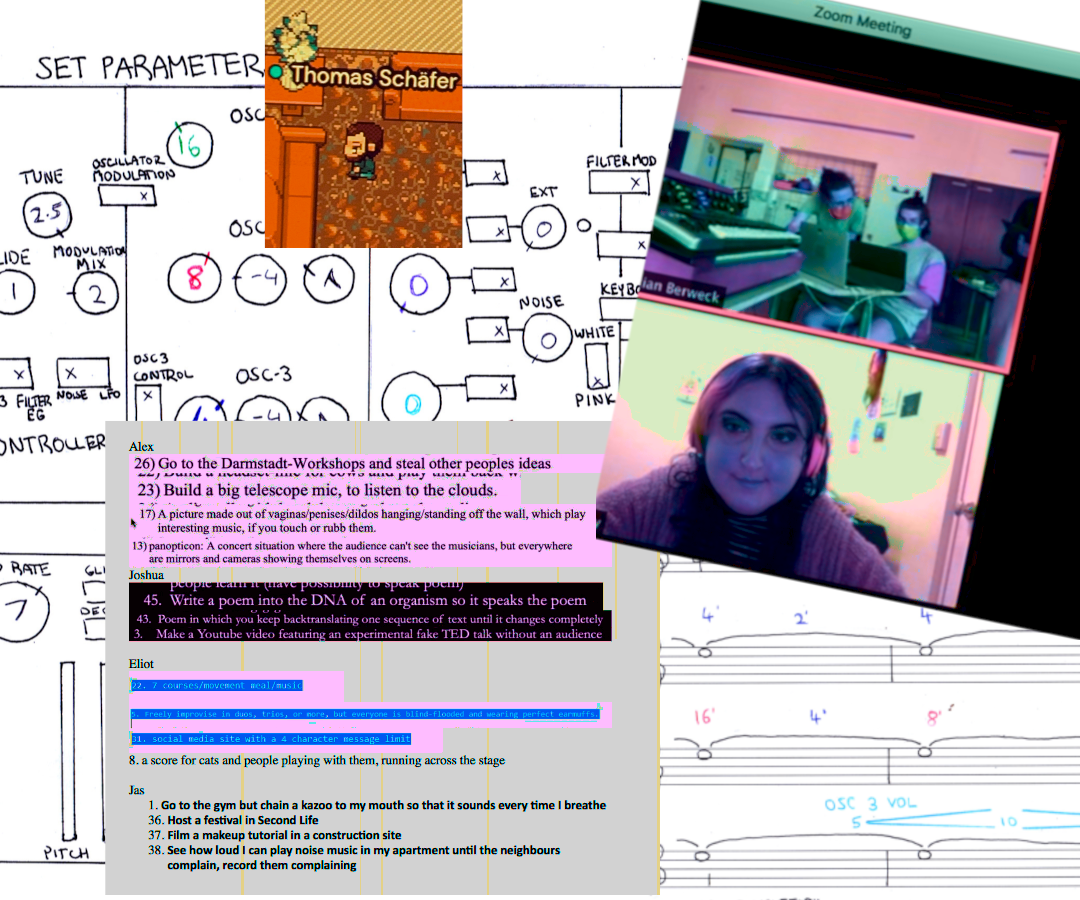 SET PARAMETER
Thomas Schäfer
Zoom Meeting
OSC
16
OSCILLATOR
MODULATION
X
TUNE
2.5
FILTER MOD
X
X
EXT
0
X
X
OSC
LIDE
1
MODULATION
MIX
2
8'
-4
0
X
KEYBO
NOISE
0
X
WHITE
X
PINK
X
X
3 FILTER
EG
NOISE LFO
OSC3
CONTROL
X
OSC-3
-4
0
X
ONTROLLER
ian Berweck
Alex
26) Go to the Darmstadt-Workshops and steal other peoples ideas
23) Build a big telescope mic, to listen to the clouds.
17) A picture made out of vaginas/penises/dildos hanging/standing off the wall, which play
interesting music, if you touch or rubb them.
13) panopticon: A concert situation where the audience can't see the musicians, but everywhere
are mirrors and cameras showing themselves on screens.
Joshua
people learn it (have possibility to speak poem)
45. Write a poem into the DNA of an organism so it speaks the poem
43. Poem in which you keep backtranslating one sequence of text until it changes completely
3. Make a Youtube video featuring an experimental fake TED talk without an audience
Eliot
22. 7 courses/movement meal/music
5. Freely improvise in duos, trios, or more, but everyone is blind-flooded and wearing perfect earmuffs.
31. social media site with a 4 character message limit
8. a score for cats and people playing with them, running across the stage
Jas
1. Go to the gym but chain a kazoo to my mouth so that it sounds every time I breathe
36. Host a festival in Second Life
37. Film a makeup tutorial in a construction site
38. See how loud I can play noise music in my apartment until the neighbours
complain, record them complaining
RATE
7
GLI
DEC
PITCH
4' 2' 4
16' 4' 8'
OSC 3 VOL
5 10